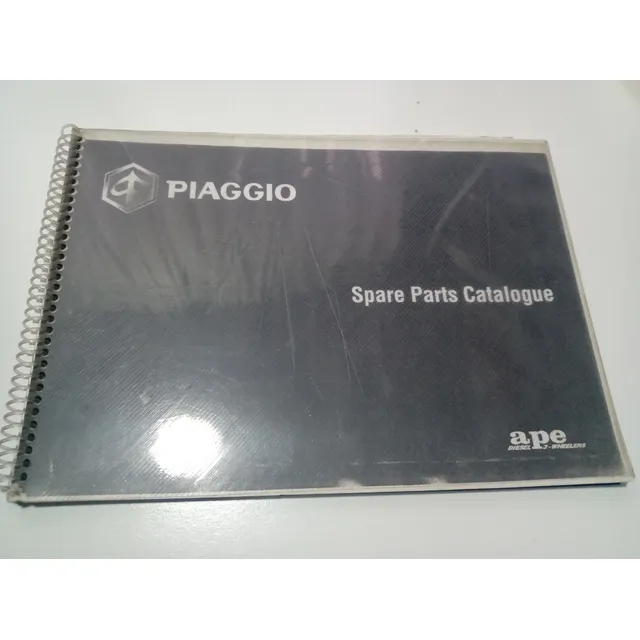 PIAGGIO
Spare Parts Catalogue
ape
DIESEL 3-WHEELERS